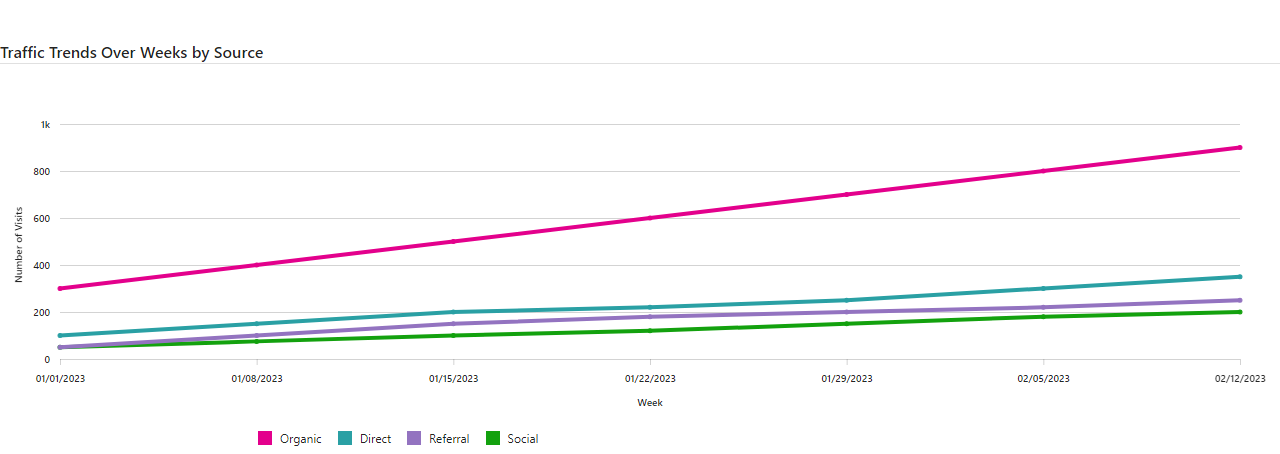 Traffic Trends Over Weeks by Source
Number of Visits
1k
800
600
400
200
0
01/01/2023 01/08/2023 01/15/2023 01/22/2023 01/29/2023 02/05/2023 02/12/2023
Week
Organic Direct Referral Social